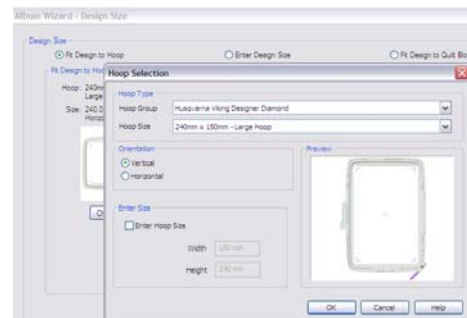 Album Wizard - Design Size
Design Size
Fit Design to Hoop
Enter Design Size
Fit Design to Quilt Blo
Fit Design to Hoo
Hoop Selection
Hoop: 240mm
Large
Size: 240.0
Horizo
Hoop Type
Hoop Group
Husqvarna Viking Designer Diamond
Hoop Size
240mm x 150mm - Large Hoop
Orientation
Vertical
Horizontal
Preview
Enter Size
Enter Hoop Size
Width
150 mm
Height
240 mm
OK
Cancel
Help